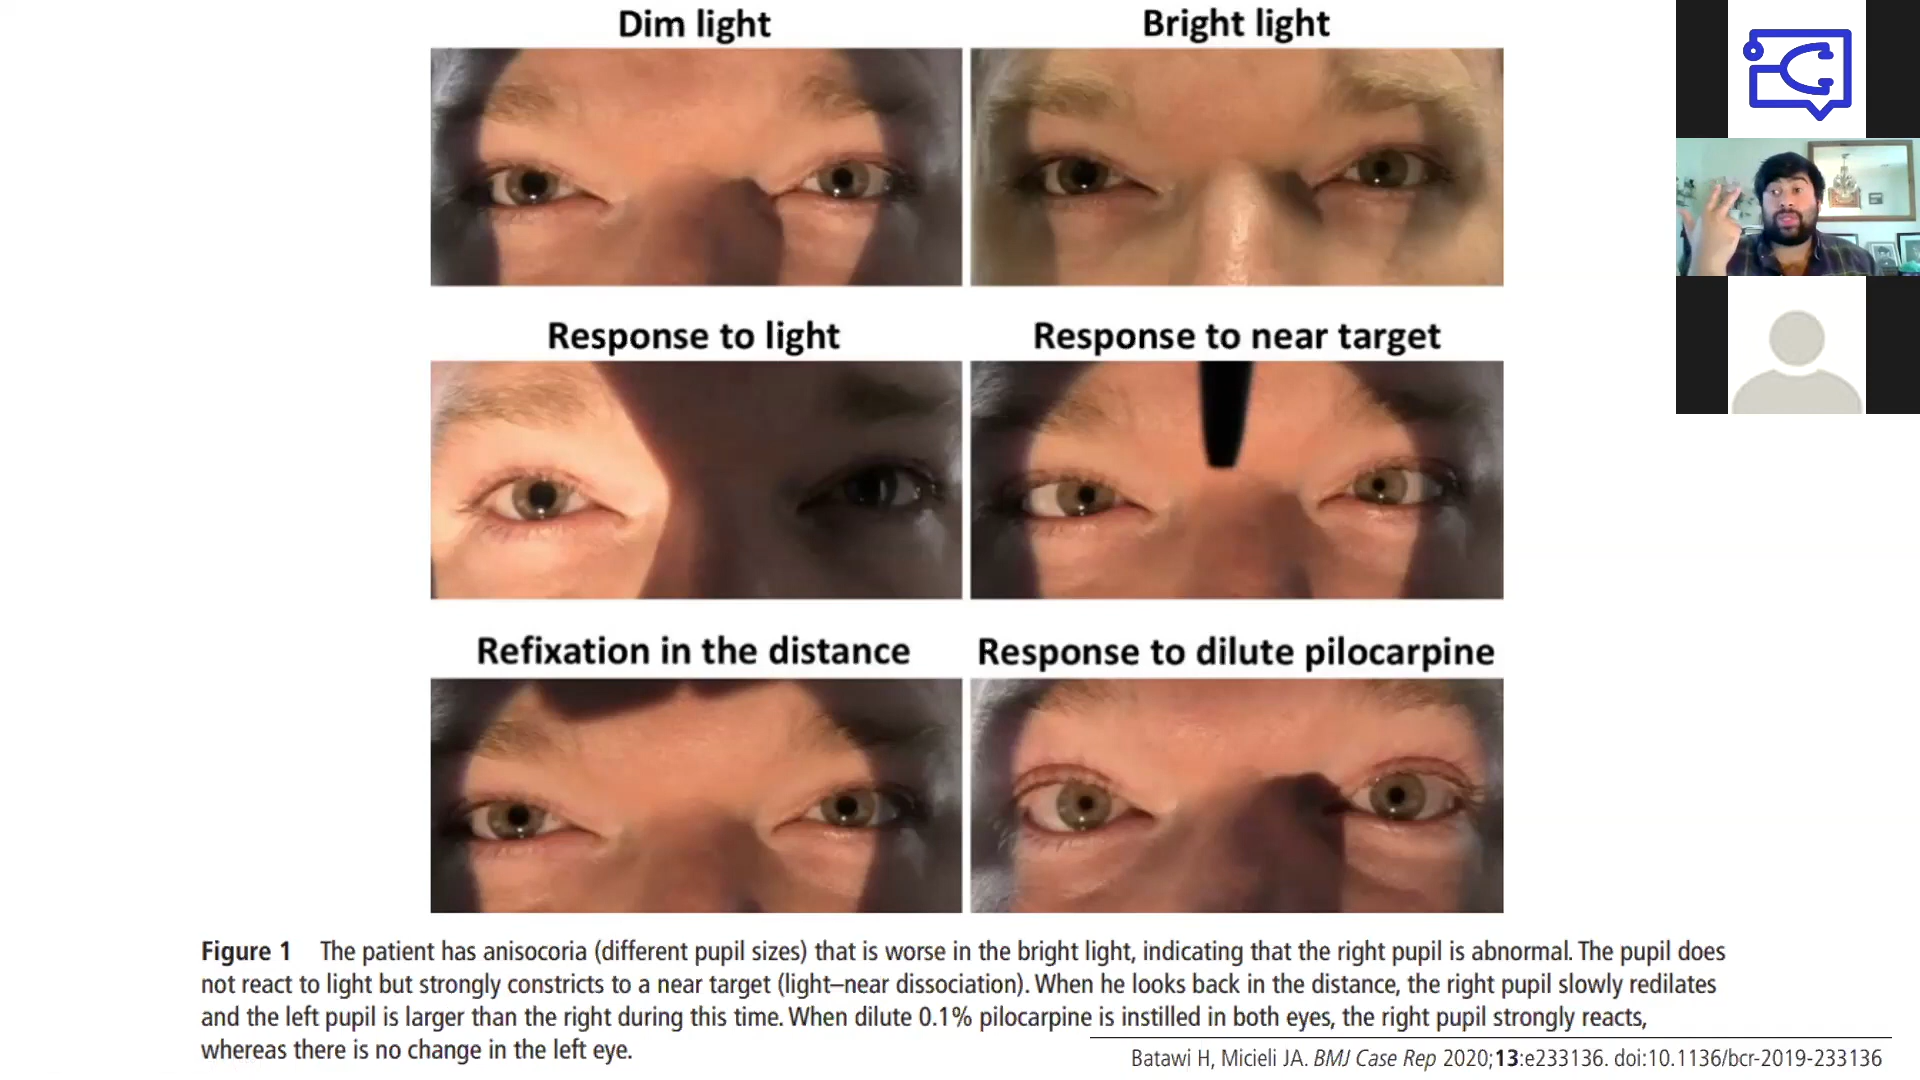 Dim light
Bright light
Response to light
Response to near target
Refixation in the distance
Response to dilute pilocarpine
Figure 1 The patient has anisocoria (different pupil sizes) that is worse in the bright light, indicating that the right pupil is abnormal. The pupil does
not react to light but strongly constricts to a near target (light–near dissociation). When he looks back in the distance, the right pupil slowly redilates
and the left pupil is larger than the right during this time. When dilute 0.1% pilocarpine is instilled in both eyes, the right pupil strongly reacts,
whereas there is no change in the left eye.
Batawi H, Micieli JA. BMJ Case Rep 2020;13:e233136. doi:10.1136/bcr-2019-233136